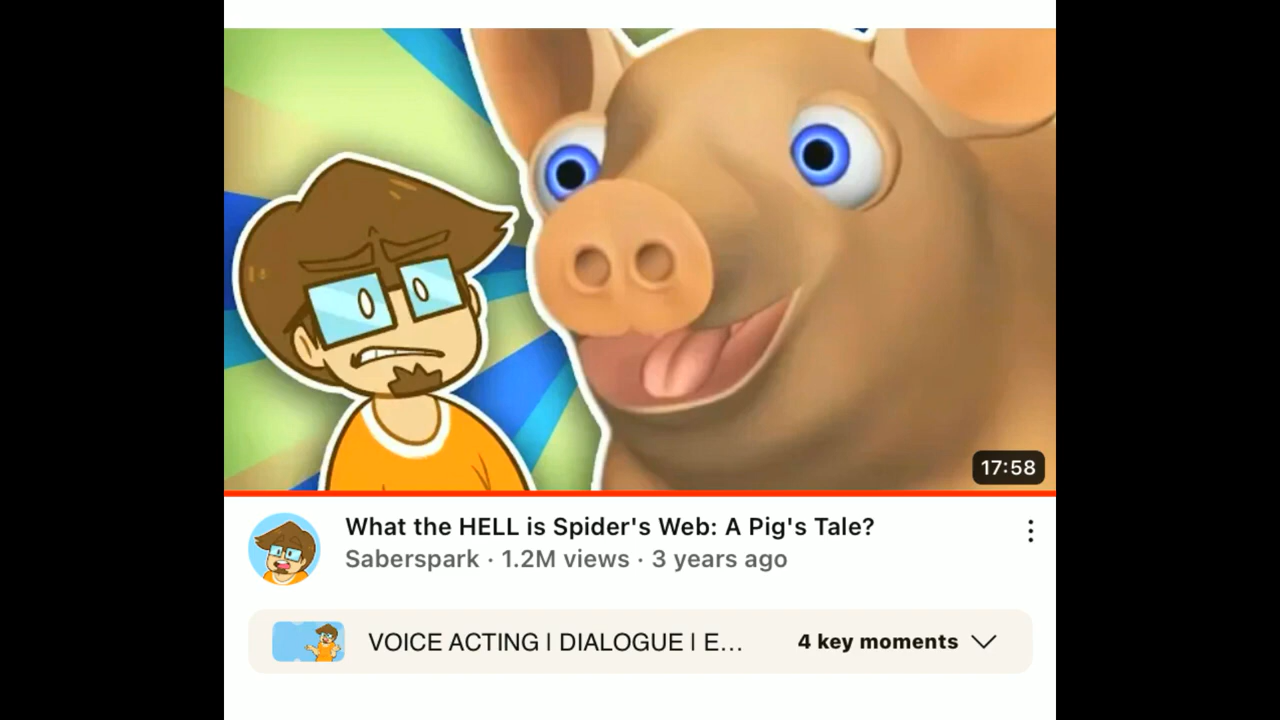 17:58
What the HELL is Spider's Web: A Pig's Tale?
Saberspark · 1.2M views · 3 years ago
VOICE ACTING | DIALOGUE | E... 4 key moments